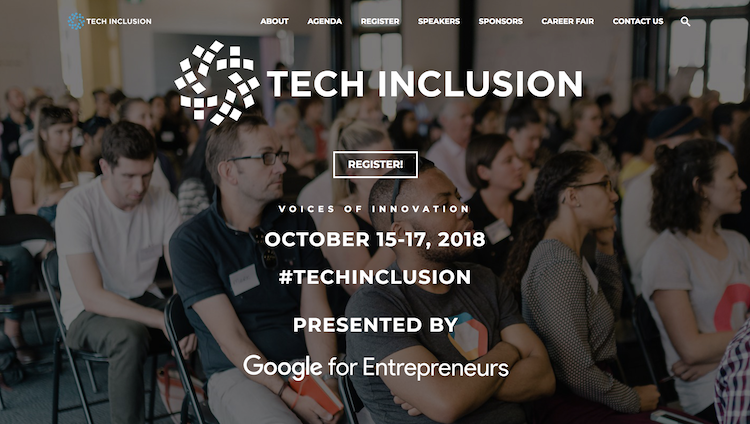 TECH INCLUSION
ABOUT AGENDA REGISTER SPEAKERS SPONSORS CAREER FAIR CONTACT US
TECH INCLUSION
REGISTER!
VOICES OF INNOVATION
OCTOBER 15-17, 2018
#TECHINCLUSION
PRESENTED BY
Google for Entrepreneurs